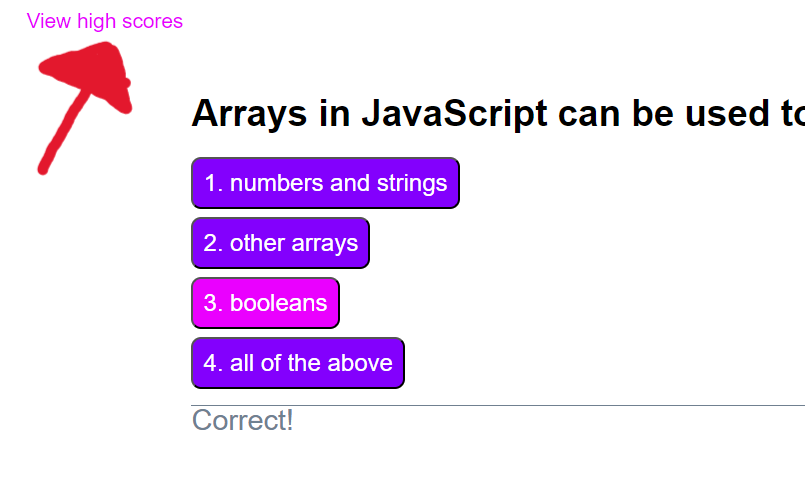 View high scores
Arrays in JavaScript can be used
1. numbers and strings
2. other arrays
3. booleans
4. all of the above
Correct!